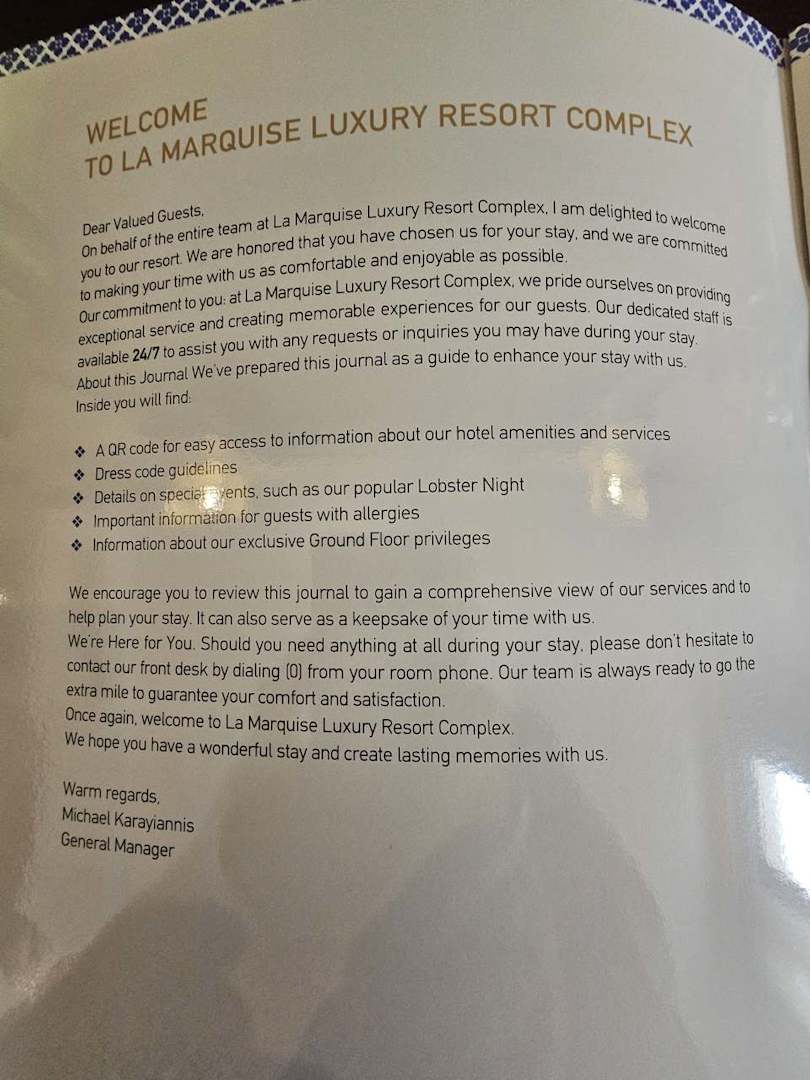 WELCOME
TO LA MARQUISE LUXURY RESORT COMPLEX
Dear Valued Guests,
On behalf of the entire team at La Marquise Luxury Resort Complex, I am delighted to welcome
you to our resort. We are honored that you have chosen us for your stay, and we are committed
to making your time with us as comfortable and enjoyable as possible.
Our commitment to you: at La Marquise Luxury Resort Complex, we pride ourselves on providing
exceptional service and creating memorable experiences for our guests. Our dedicated staff is
available 24/7 to assist you with any requests or inquiries you may have during your stay.
About this Journal We've prepared this journal as a guide to enhance your stay with us.
Inside you will find:
❖ A QR code for easy access to information about our hotel amenities and services
❖ Dress code guidelines
❖ Details on special events, such as our popular Lobster Night
❖ Important information for guests with allergies
❖ Information about our exclusive Ground Floor privileges
We encourage you to review this journal to gain a comprehensive view of our services and to
help plan your stay. It can also serve as a keepsake of your time with us.
We're Here for You. Should you need anything at all during your stay, please don't hesitate to
contact our front desk by dialing (0) from your room phone. Our team is always ready to go the
extra mile to guarantee your comfort and satisfaction.
Once again, welcome to La Marquise Luxury Resort Complex.
We hope you have a wonderful stay and create lasting memories with us.
Warm regards,
Michael Karayiannis
General Manager